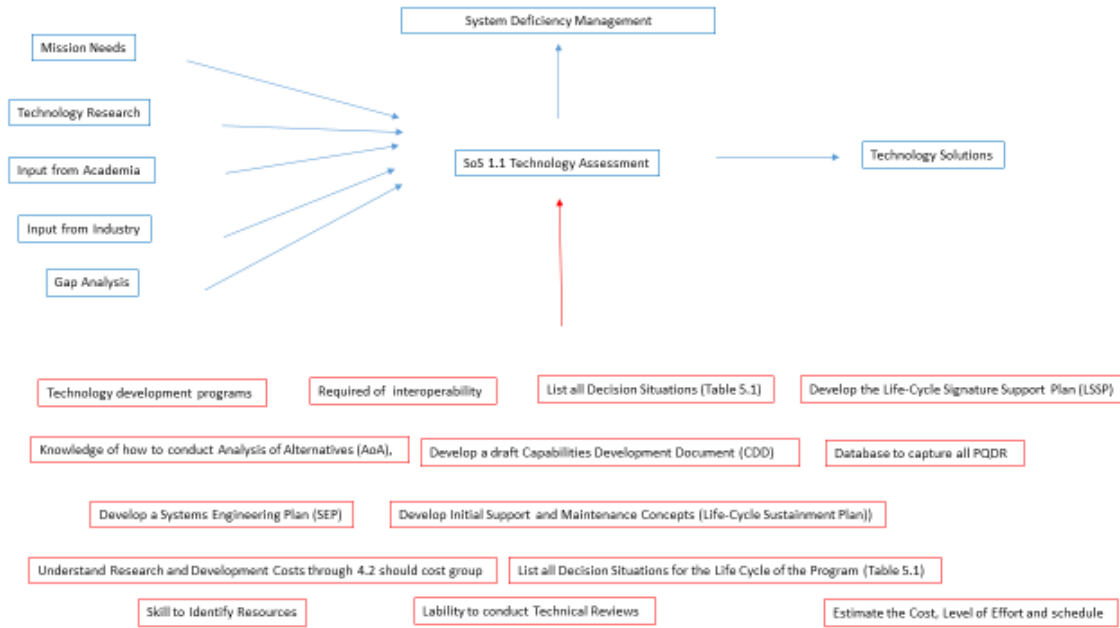 System Deficiency Management
Mission Needs
Technology Research
Input from Academia
Input from Industry
Gap Analysis
SoS 1.1 Technology Assessment
Technology Solutions
Technology development programs
Required of interoperability
List all Decision Situations (Table 5.1)
Develop the Life-Cycle Signature Support Plan (LSSP)
Knowledge of how to conduct Analysis of Alternatives (AoA),
Develop a draft Capabilities Development Document (CDD)
Database to capture all PQDR
Develop a Systems Engineering Plan (SEP)
Develop Initial Support and Maintenance Concepts (Life-Cycle Sustainment Plan))
Understand Research and Development Costs through 4.2 should cost group
List all Decision Situations for the Life Cycle of the Program (Table 5.1)
Skill to Identify Resources
Lability to conduct Technical Reviews
Estimate the Cost, Level of Effort and schedule